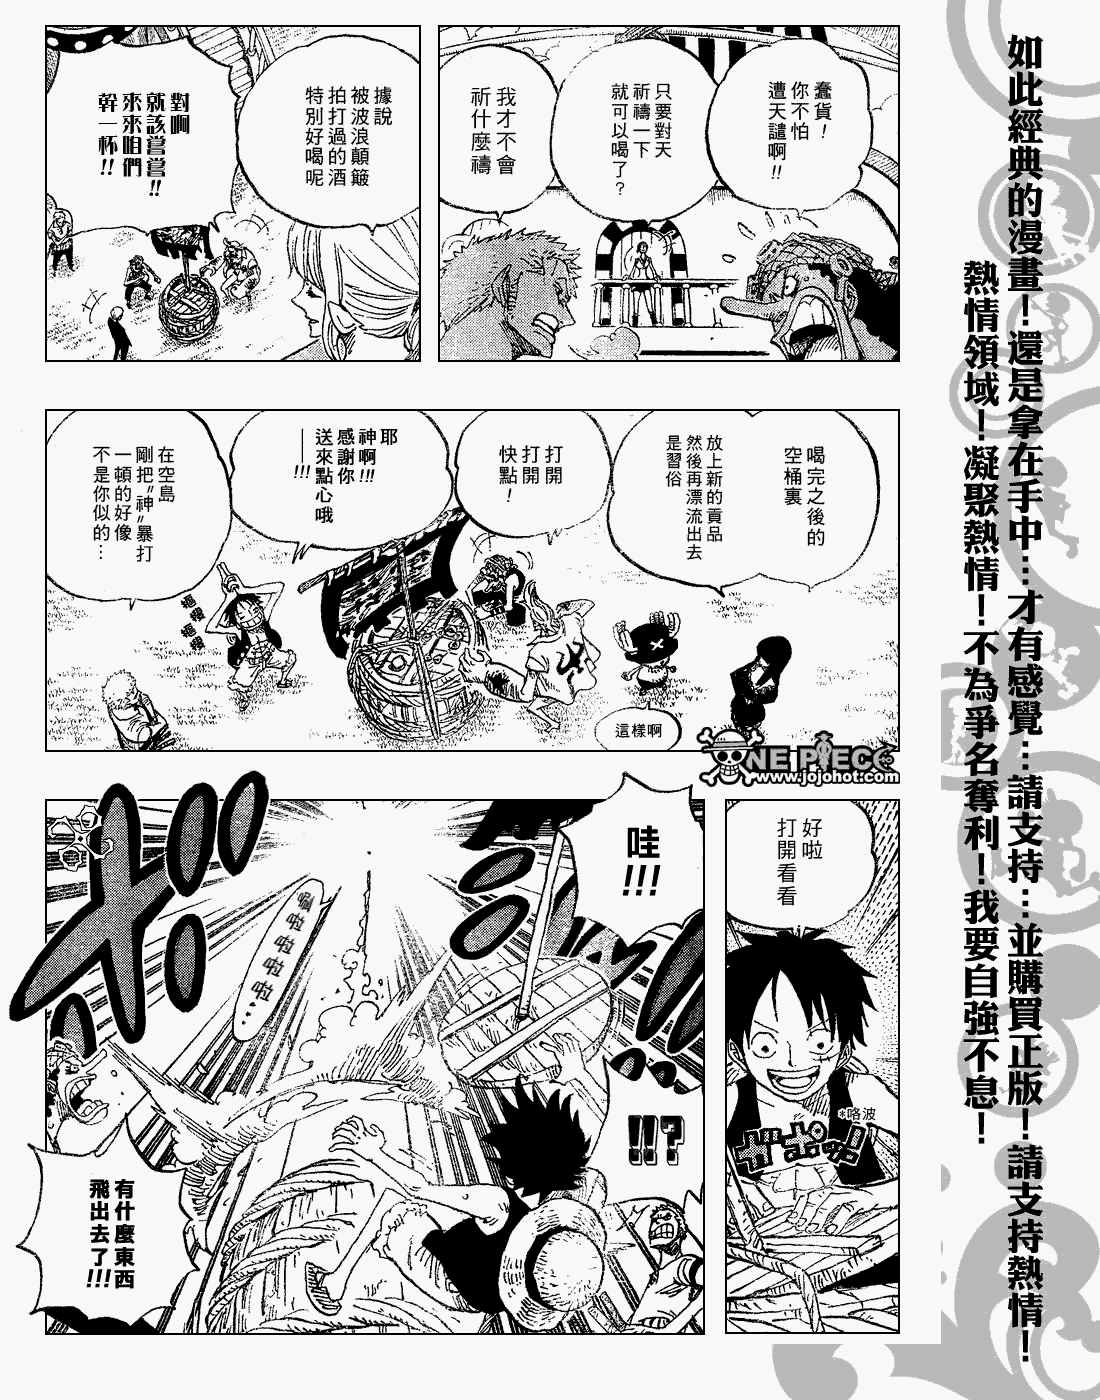 蠢貨！
你不怕
遭天譴啊!!
只要對天
祈禱一下
就可以喝了？
我才不會
祈什麼禱
據說
被波浪顛簸
拍打過的酒
特別好喝呢
對啊
就該嘗嘗!!
來來咱們
幹一杯!!
喝完之後的
空桶裏
放上新的貢品
然後再漂流出去
是習俗
這樣啊
打開
打開
快點！
耶
神啊!!!
感謝你
送來點心哦
——!!!
在空島
剛把"神"暴打
一頓的好像
不是你似的…
ONE PIECE
www.jojohot.com
好啦
打開看看
*咯波
ガポッ
哇!!!
!!?
啦啦啦啦…
有什麼東西
飛出去了!!!
如此經典的漫畫！還是拿在手中…才有感覺…請支持…並購買正版！請支持熱情！
熱情領域！凝聚熱情！不為爭名奪利！我要自強不息！